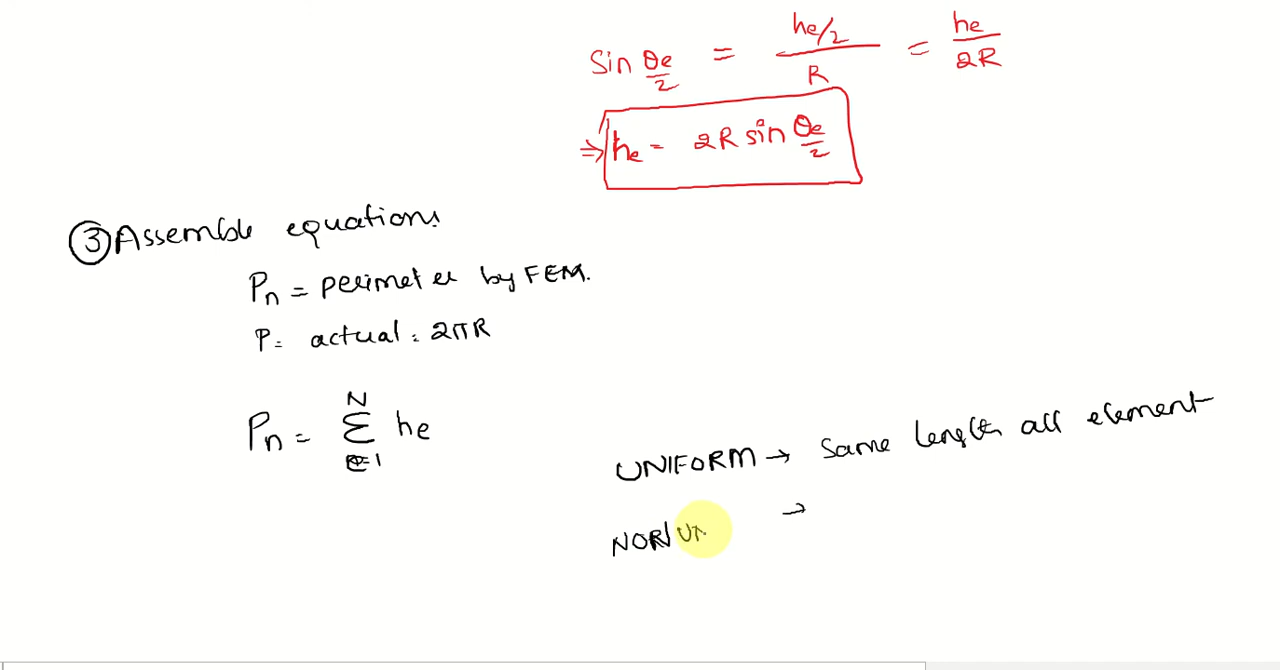 Sin θe/2 = he/2 / R = he / 2R
⇒ he = 2R sin θe/2
③ Assemble equations
Pn = perimeter by FEM.
P = actual = 2πR
Pn = Σ he
N
e=1
UNIFORM → Same length all element
→